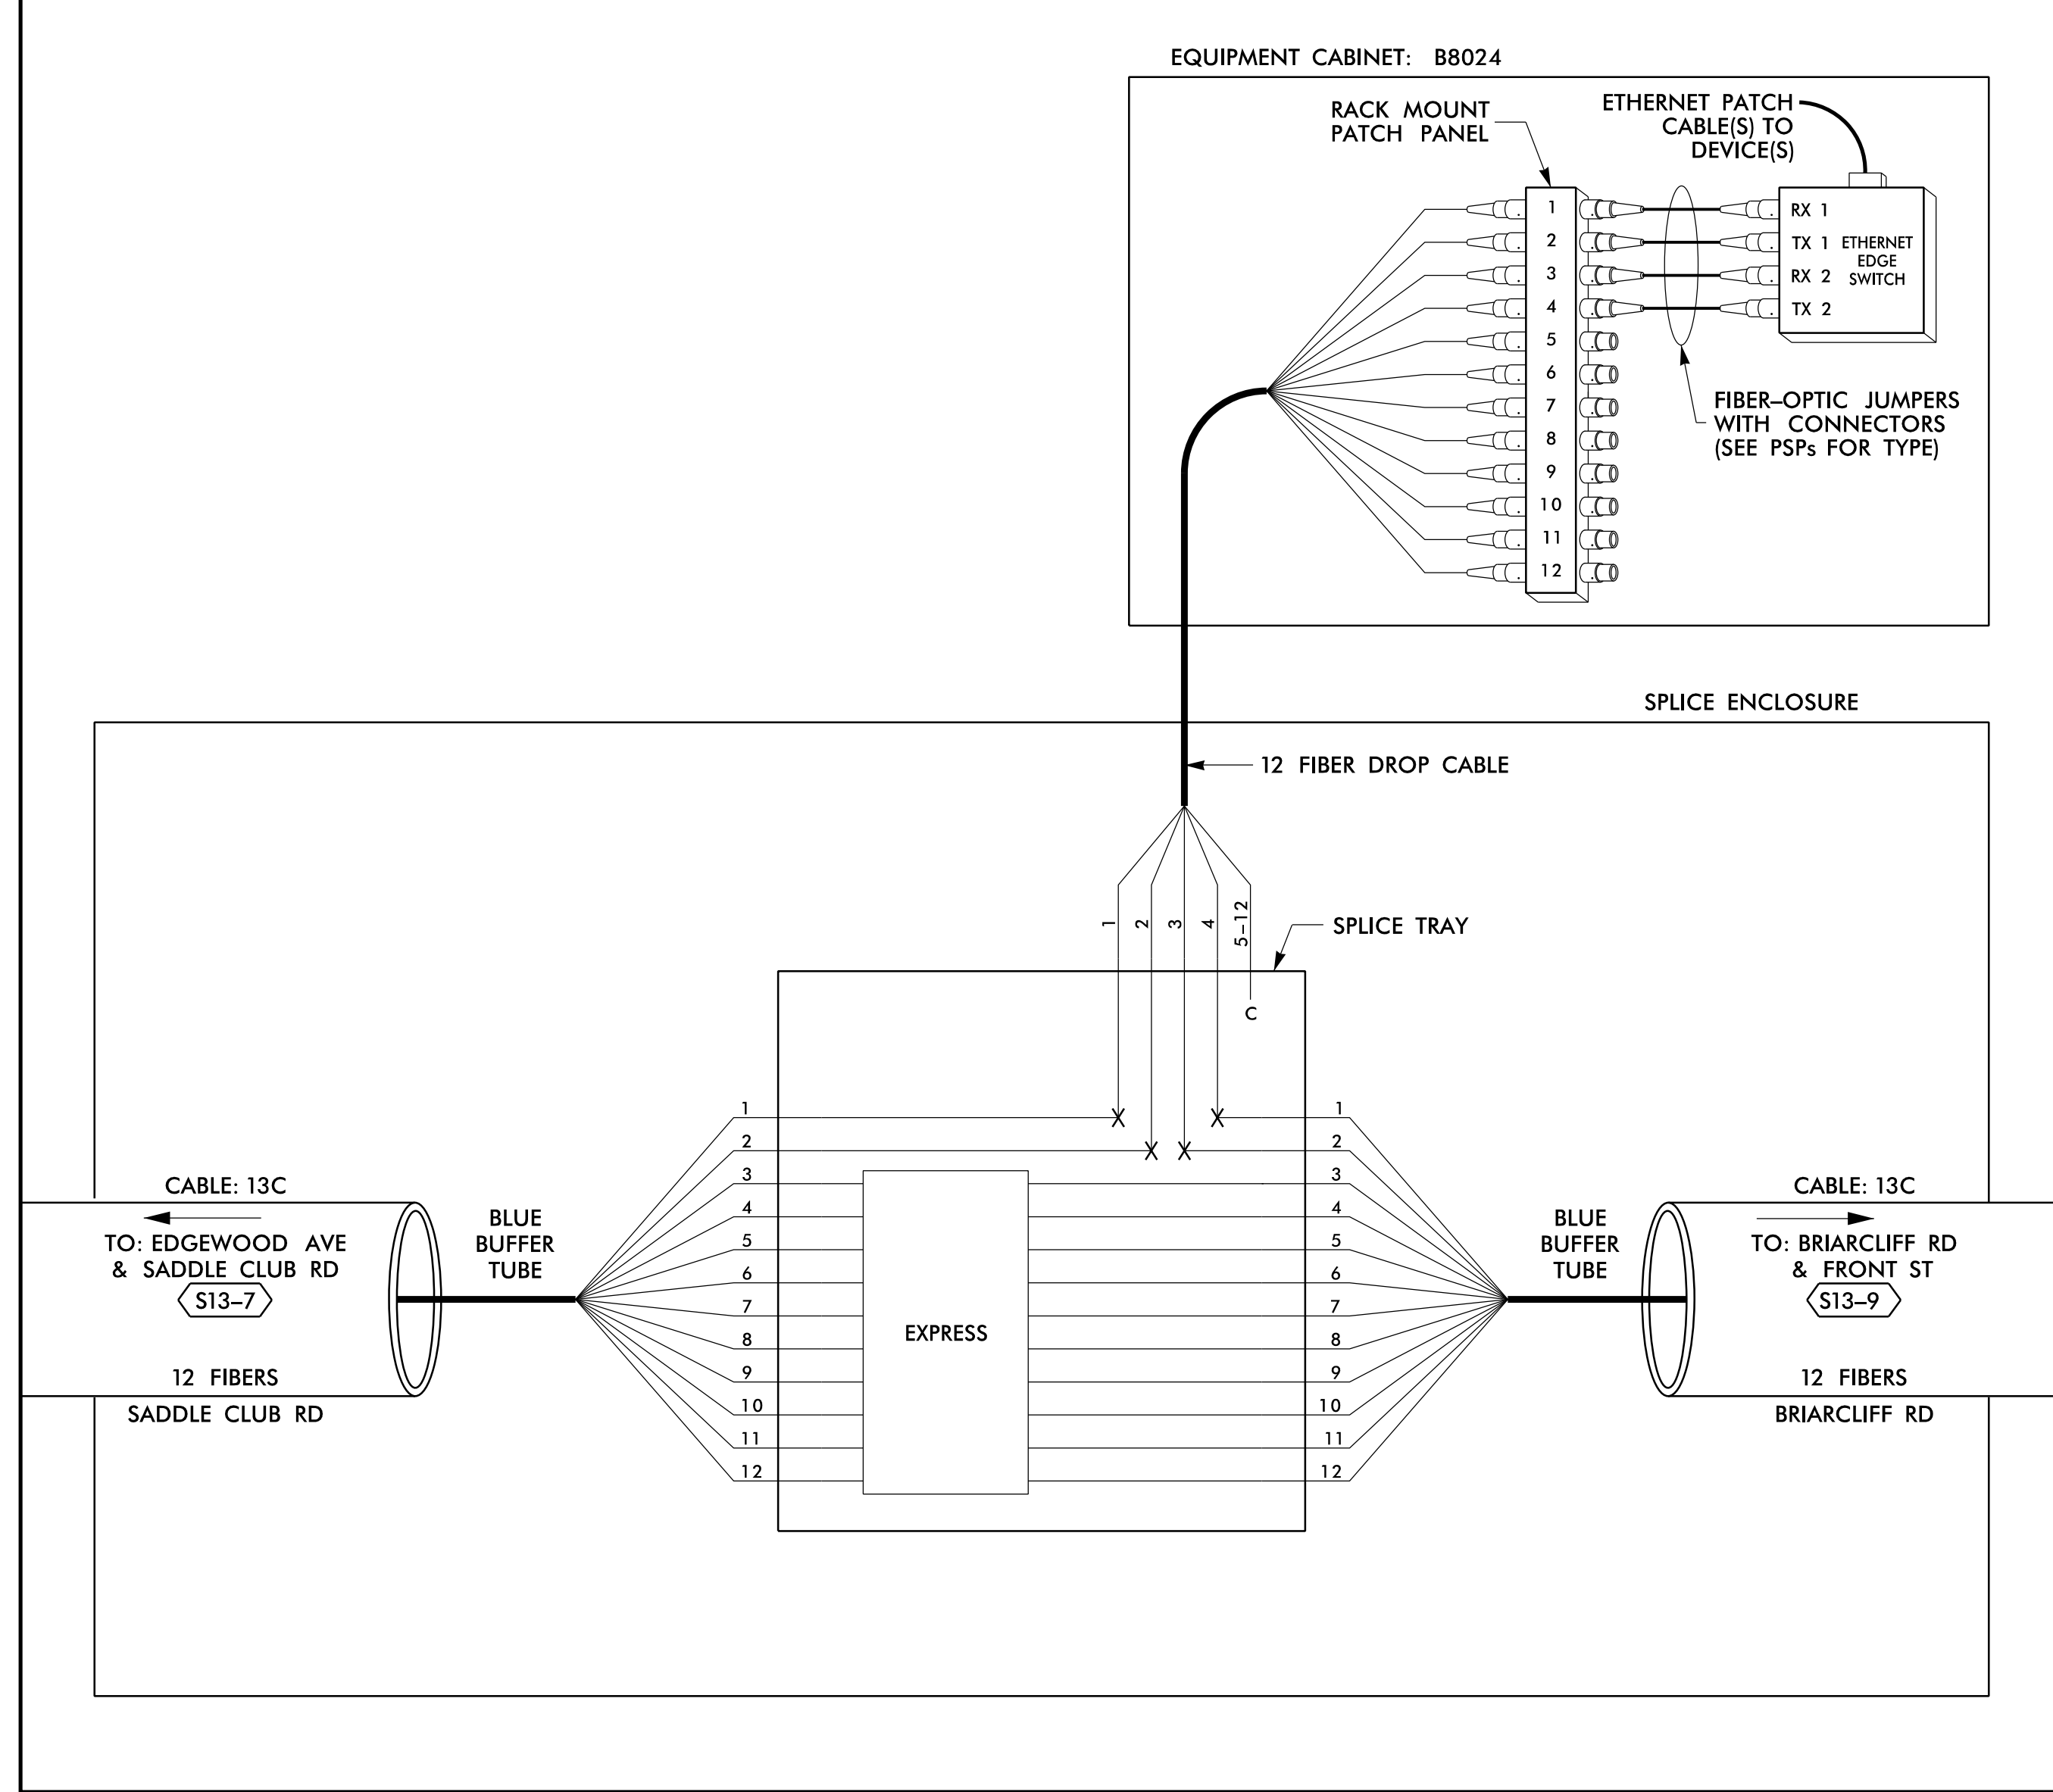 EQUIPMENT CABINET: B8024
RACK MOUNT
PATCH PANEL
ETHERNET PATCH
CABLE(S) TO
DEVICE(S)
1
2
3
4
5
6
7
8
9
10
11
12
RX 1
TX 1
RX 2
TX 2
ETHERNET
EDGE
SWITCH
FIBER–OPTIC JUMPERS
WITH CONNECTORS
(SEE PSPs FOR TYPE)
SPLICE ENCLOSURE
12 FIBER DROP CABLE
1
2
3
4
5–12
SPLICE TRAY
C
CABLE: 13C
TO: EDGEWOOD AVE
& SADDLE CLUB RD
S13–7
12 FIBERS
SADDLE CLUB RD
BLUE
BUFFER
TUBE
1
2
3
4
5
6
7
8
9
10
11
12
EXPRESS
1
2
3
4
5
6
7
8
9
10
11
12
BLUE
BUFFER
TUBE
CABLE: 13C
TO: BRIARCLIFF RD
& FRONT ST
S13–9
12 FIBERS
BRIARCLIFF RD